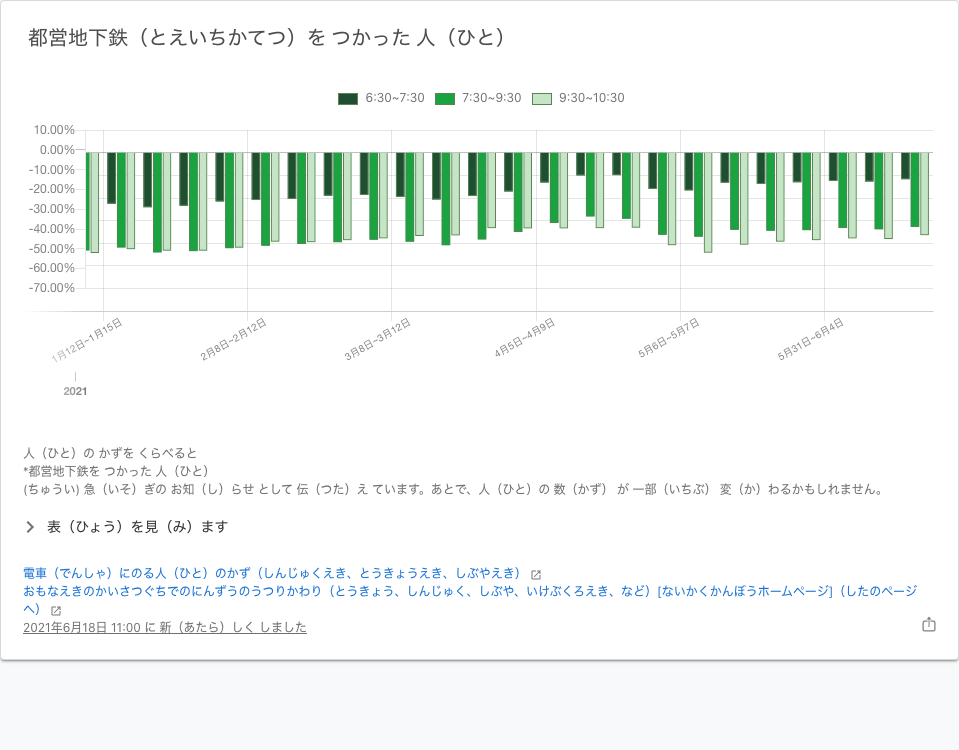 都営地下鉄（とえいちかてつ）を つかった 人（ひと）
6:30~7:30 7:30~9:30 9:30~10:30
10.00%
0.00%
-10.00%
-20.00%
-30.00%
-40.00%
-50.00%
-60.00%
-70.00%
1月12日~1月15日 2月8日~2月12日 3月8日~3月12日 4月5日~4月9日 5月6日~5月7日 5月31日~6月4日
2021
人（ひと）の かずを くらべると
*都営地下鉄を つかった 人（ひと）
(ちゅうい) 急（いそ）ぎの お知（し）らせ として 伝（つた）え ています。あとで、人（ひと）の 数（かず） が 一部（いちぶ） 変（か）わるかもしれません。
表（ひょう）を見（み）ます
電車（でんしゃ）にのる人（ひと）のかず（しんじゅくえき、とうきょうえき、しぶやえき）
おもなえきのかいさつぐちでのにんずうのうつりかわり（とうきょう、しんじゅく、しぶや、いけぶくろえき、など）[ないかくかんぼうホームページ]（したのページ
へ）
2021年6月18日 11:00 に 新（あたら）しく しました